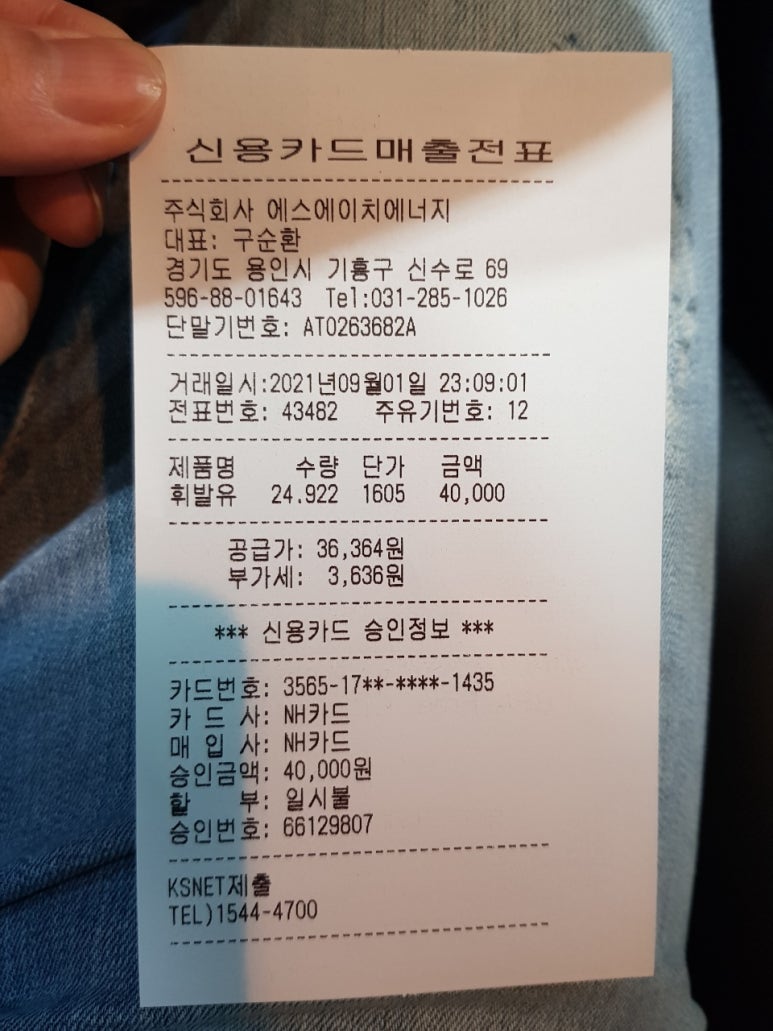 신용카드매출전표
주식회사 에스에이치에너지
대표: 구순환
경기도 용인시 기흥구 신수로 69
596-88-01643 Tel:031-285-1026
단말기번호: AT0263682A
거래일시:2021년09월01일 23:09:01
전표번호: 43482 주유기번호: 12
제품명 수량 단가 금액
휘발유 24.922 1605 40,000
공급가: 36,364원
부가세: 3,636원
*** 신용카드 승인정보 ***
카드번호: 3565-17**-****-1435
카 드 사: NH카드
매 입 사: NH카드
승인금액: 40,000원
할 부: 일시불
승인번호: 66129807
KSNET제출
TEL)1544-4700